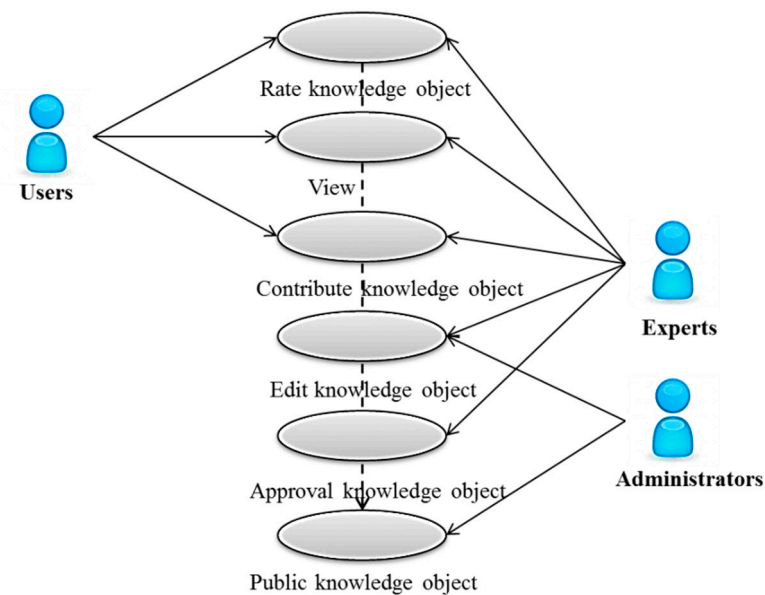 Rate knowledge object
Users
View
Contribute knowledge object
Experts
Edit knowledge object
Administrators
Approval knowledge object
Public knowledge object